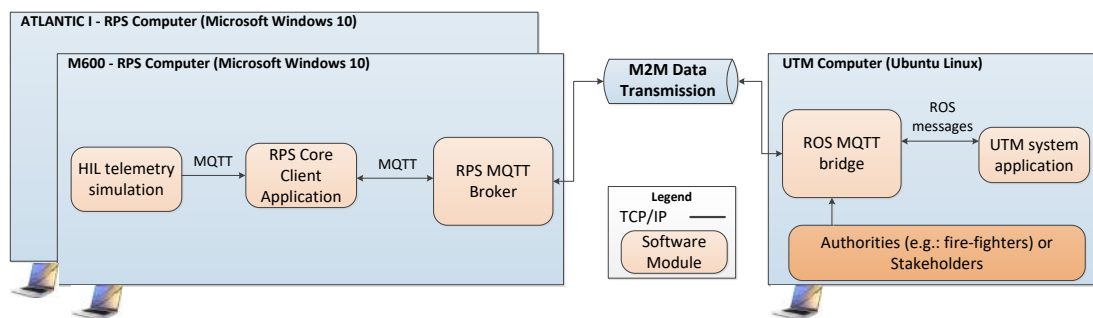 ATLANTIC I - RPS Computer (Microsoft Windows 10)
M600 - RPS Computer (Microsoft Windows 10)
HIL telemetry
simulation
MQTT
RPS Core
Client
Application
MQTT
RPS MQTT
Broker
M2M Data
Transmission
Legend
TCP/IP
Software
Module
UTM Computer (Ubuntu Linux)
ROS MQTT
bridge
ROS
messages
UTM system
application
Authorities (e.g.: fire-fighters) or
Stakeholders